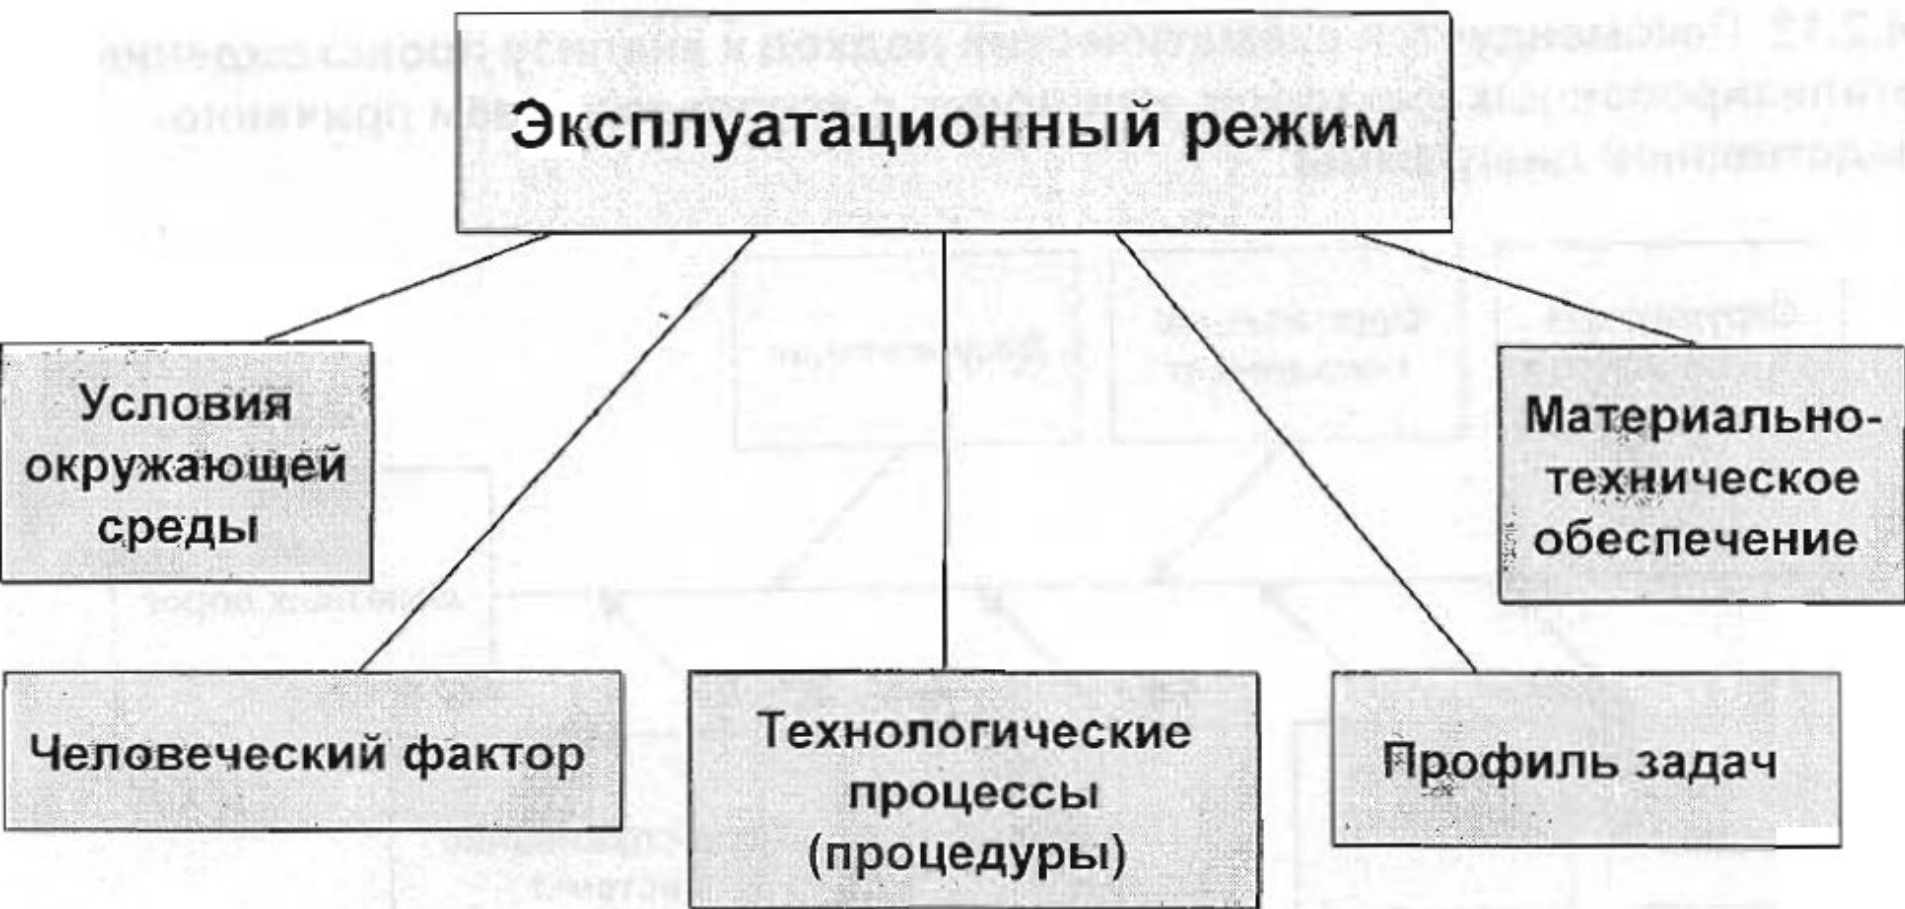 Эксплуатационный режим
Условия
окружающей
среды
Материально-
техническое
обеспечение
Человеческий фактор
Технологические
процессы
(процедуры)
Профиль задач